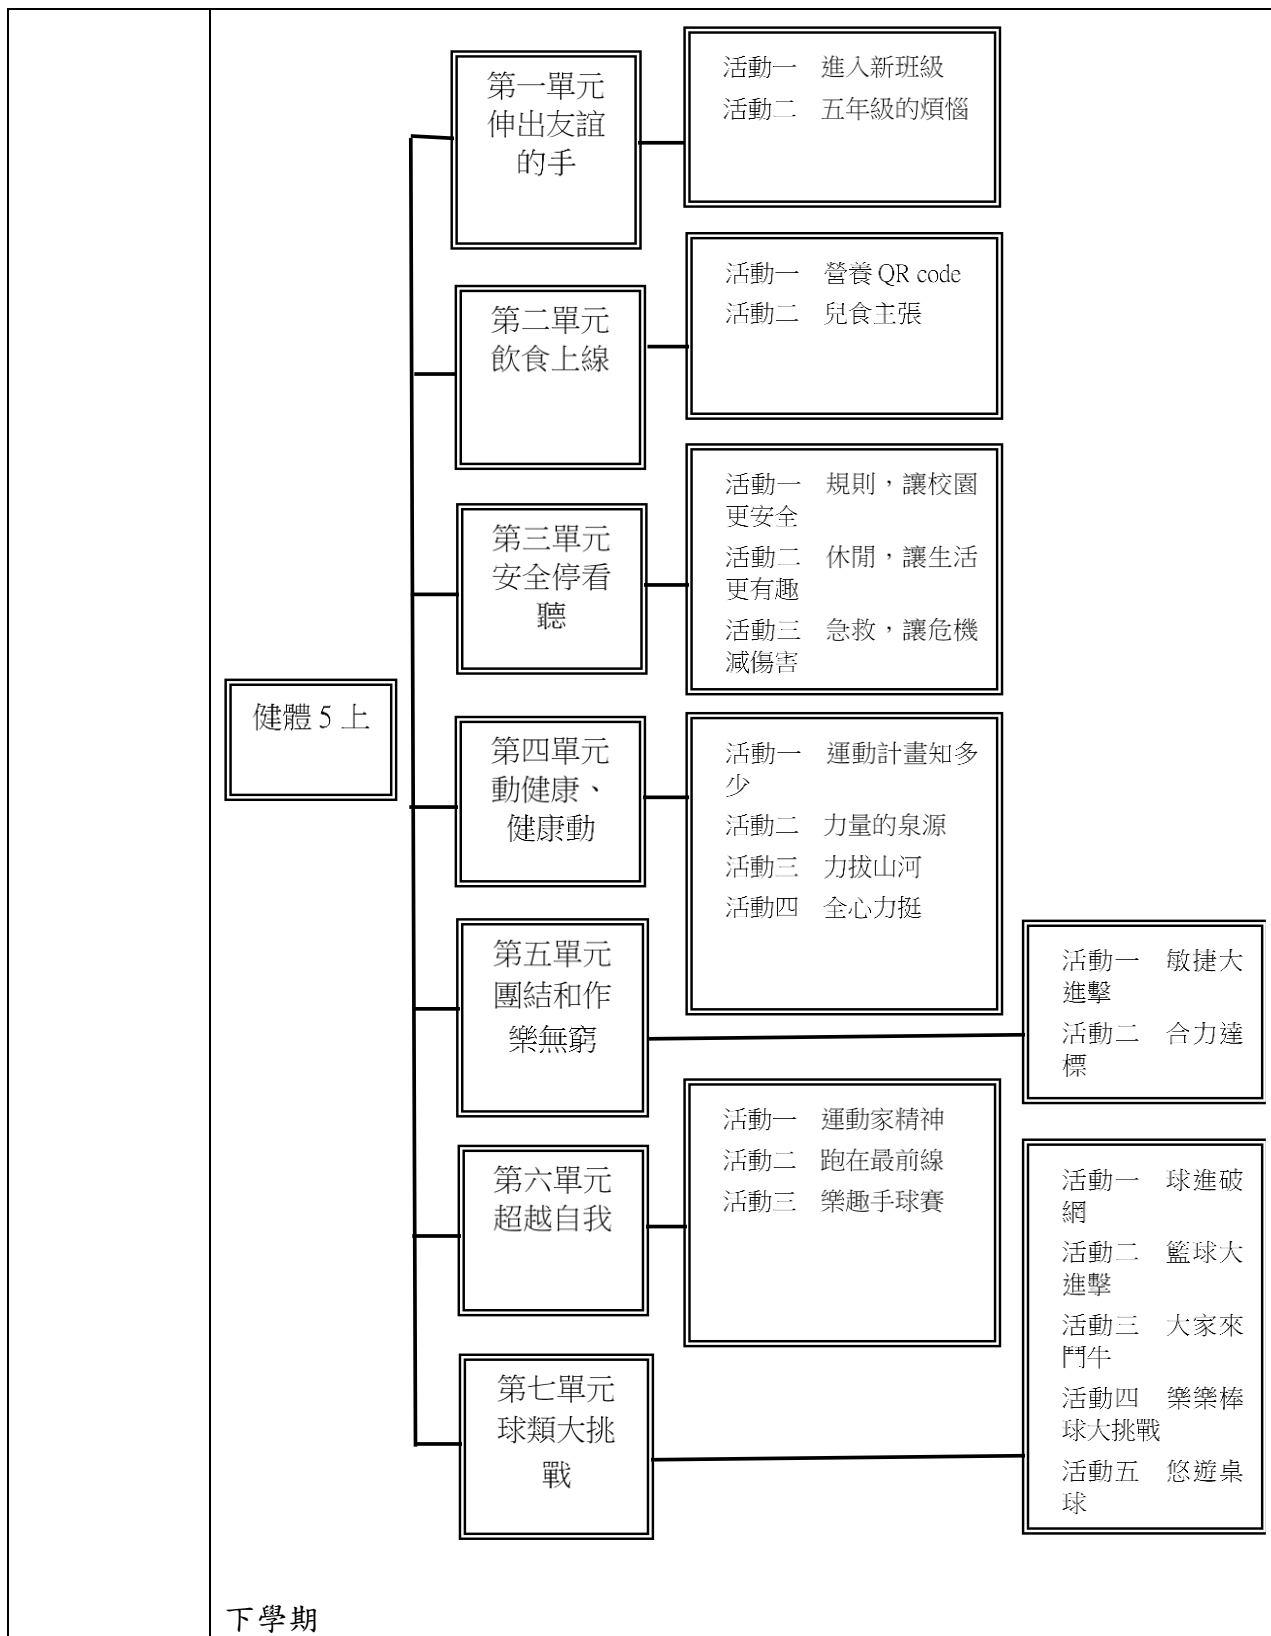 健體 5 上
第一單元
伸出友誼
的手
活動一　進入新班級
活動二　五年級的煩惱
第二單元
飲食上線
活動一　營養 QR code
活動二　兒食主張
第三單元
安全停看
聽
活動一　規則，讓校園
更安全
活動二　休閒，讓生活
更有趣
活動三　急救，讓危機
減傷害
第四單元
動健康、
健康動
活動一　運動計畫知多
少
活動二　力量的泉源
活動三　力拔山河
活動四　全心力挺
第五單元
團結和作
樂無窮
活動一　敏捷大
進擊
活動二　合力達
標
第六單元
超越自我
活動一　運動家精神
活動二　跑在最前線
活動三　樂趣手球賽
第七單元
球類大挑
戰
活動一　球進破
網
活動二　籃球大
進擊
活動三　大家來
鬥牛
活動四　樂樂棒
球大挑戰
活動五　悠遊桌
球
下學期